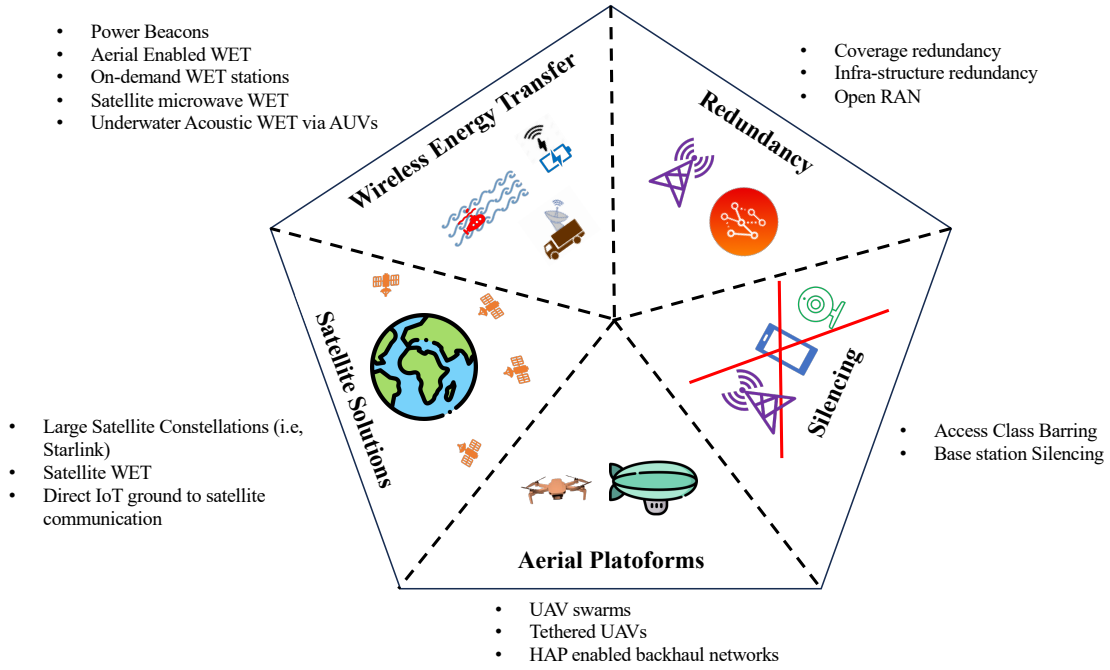 • Power Beacons
• Aerial Enabled WET
• On-demand WET stations
• Satellite microwave WET
• Underwater Acoustic WET via AUVs
Wireless Energy Transfer
Redundancy
• Coverage redundancy
• Infra-structure redundancy
• Open RAN
Satellite Solutions
• Large Satellite Constellations (i.e,
Starlink)
• Satellite WET
• Direct IoT ground to satellite
communication
Silencing
• Access Class Barring
• Base station Silencing
Aerial Platoforms
• UAV swarms
• Tethered UAVs
• HAP enabled backhaul networks